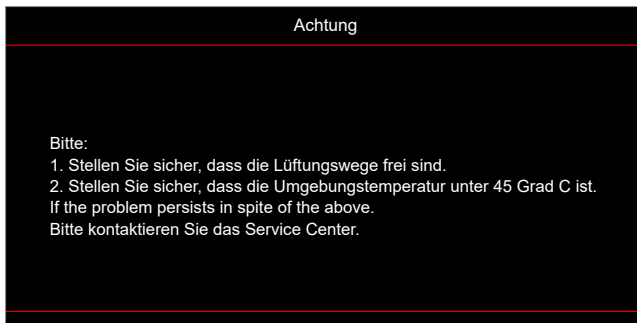 Achtung
Bitte:
1. Stellen Sie sicher, dass die Lüftungswege frei sind.
2. Stellen Sie sicher, dass die Umgebungstemperatur unter 45 Grad C ist.
If the problem persists in spite of the above.
Bitte kontaktieren Sie das Service Center.